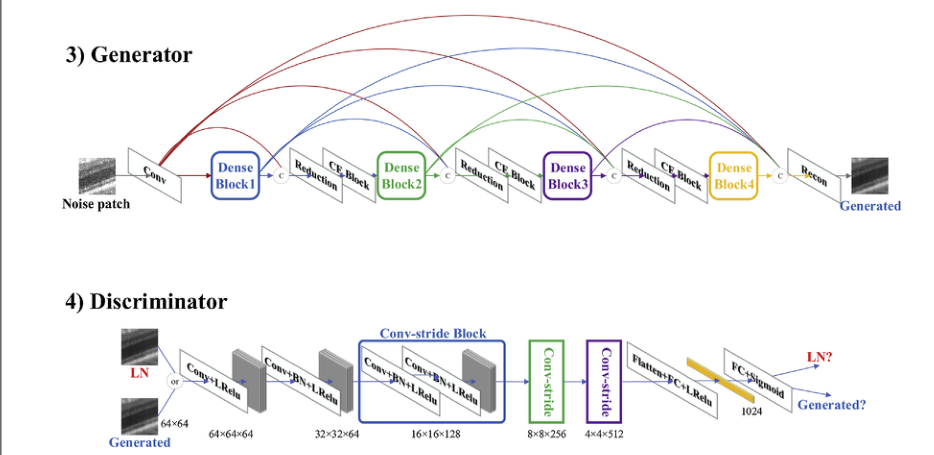 3) Generator
Conv
Dense
Block1
C
Reduction
CE Block
Dense
Block2
C
Reduction
CE Block
Dense
Block3
C
Reduction
CE Block
Dense
Block4
C
Recon
Noise patch
Generated
4) Discriminator
Conv-stride Block
LN
or
Conv+LRelu
Conv+BN+LRelu
Conv+BN+LRelu
Conv+BN+LRelu
Conv-stride
Conv-stride
Flatten+FC+LRelu
FC+Sigmoid
LN?
Generated?
1024
64×64
Generated
64×64×64
32×32×64
16×16×128
8×8×256
4×4×512